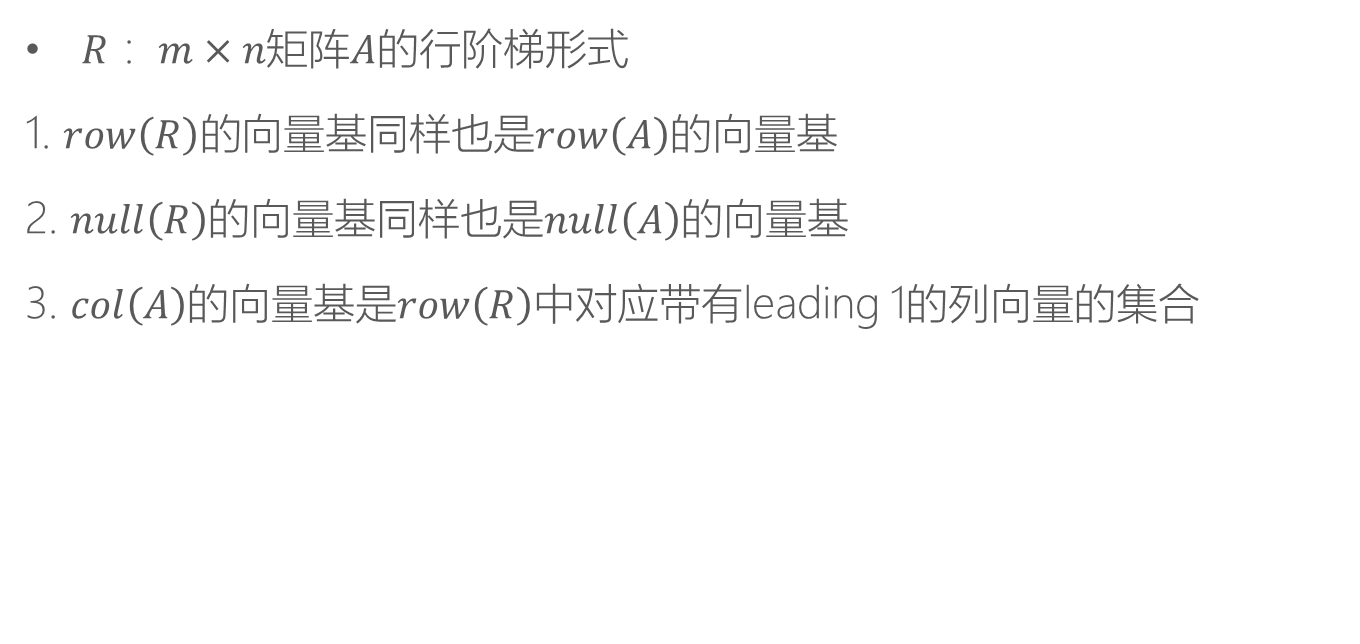 • R : m × n矩阵A的行阶梯形式
1. row(R)的向量基同样也是row(A)的向量基
2. null(R)的向量基同样也是null(A)的向量基
3. col(A)的向量基是row(R)中对应带有leading 1的列向量的集合